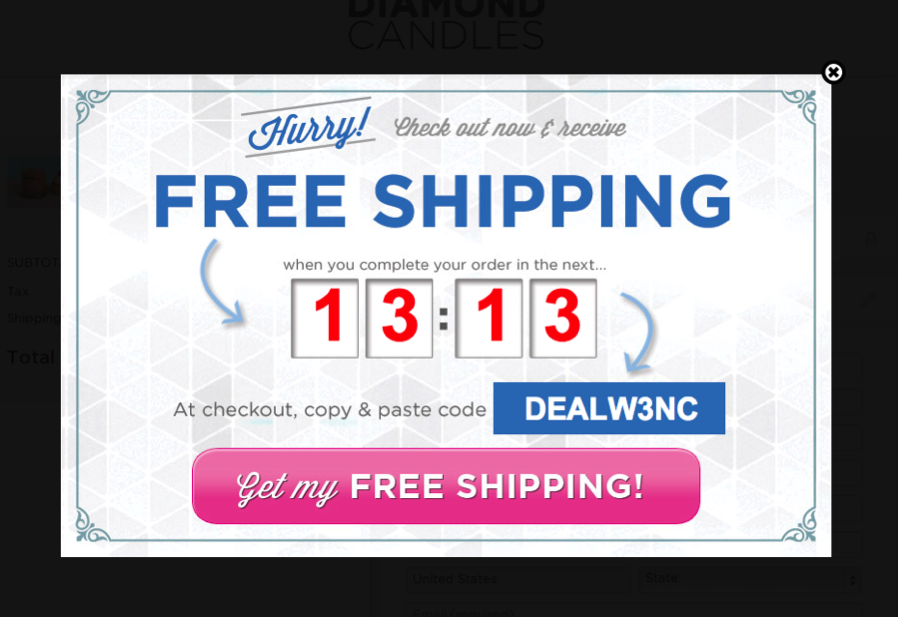 DIAMOND
CANDLES
Hurry! Check out now & receive
FREE SHIPPING
when you complete your order in the next...
13:13
At checkout, copy & paste code DEALW3NC
Get my FREE SHIPPING!
Tax
Shipping
Total
United States State